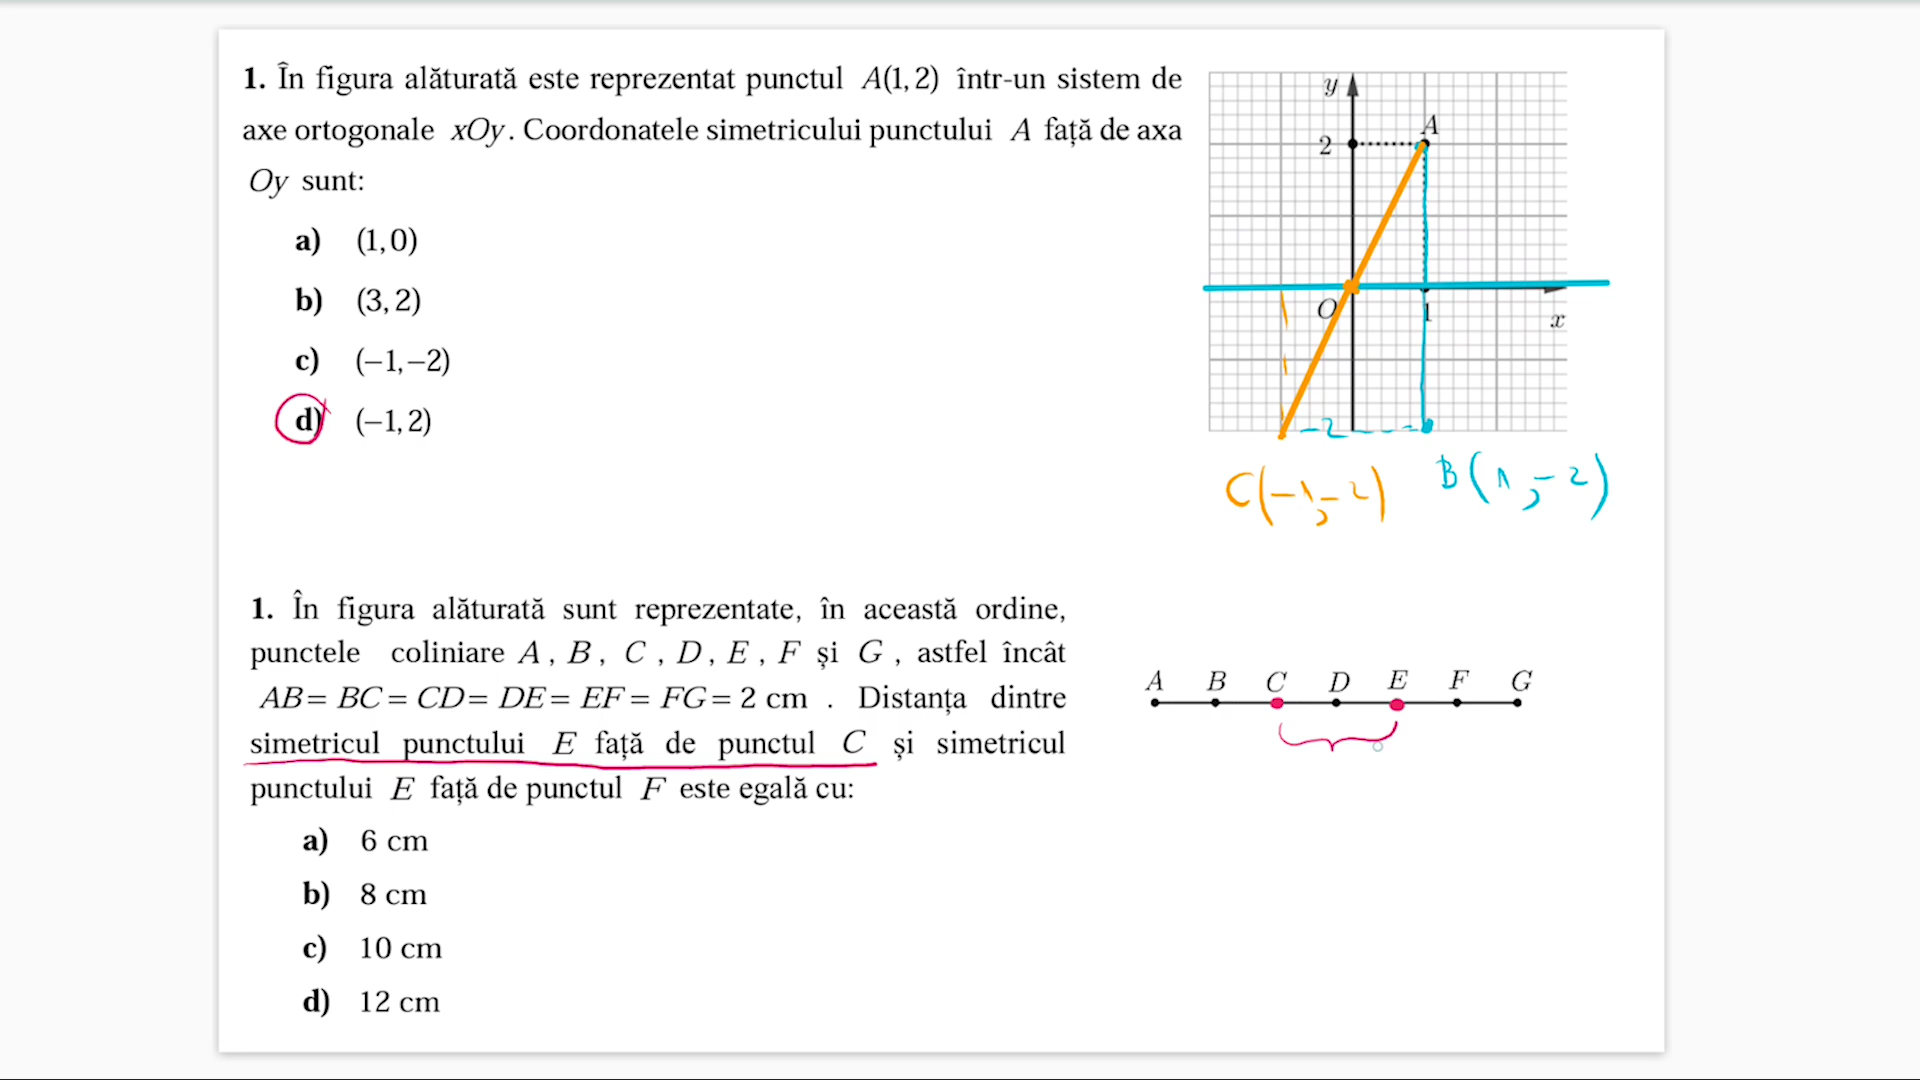 1. În figura alăturată este reprezentat punctul A(1, 2) într-un sistem de
axe ortogonale xOy. Coordonatele simetricului punctului A față de axa
Oy sunt:
a) (1, 0)
b) (3, 2)
c) (−1, −2)
d) (−1, 2)
y
A
2
O
1
x
-2
C(-1,-2)
B(1,-2)
1. În figura alăturată sunt reprezentate, în această ordine,
punctele coliniare A, B, C, D, E, F și G, astfel încât
AB = BC = CD = DE = EF = FG = 2 cm . Distanța dintre
simetricul punctului E față de punctul C și simetricul
punctului E față de punctul F este egală cu:
a) 6 cm
b) 8 cm
c) 10 cm
d) 12 cm
A B C D E F G